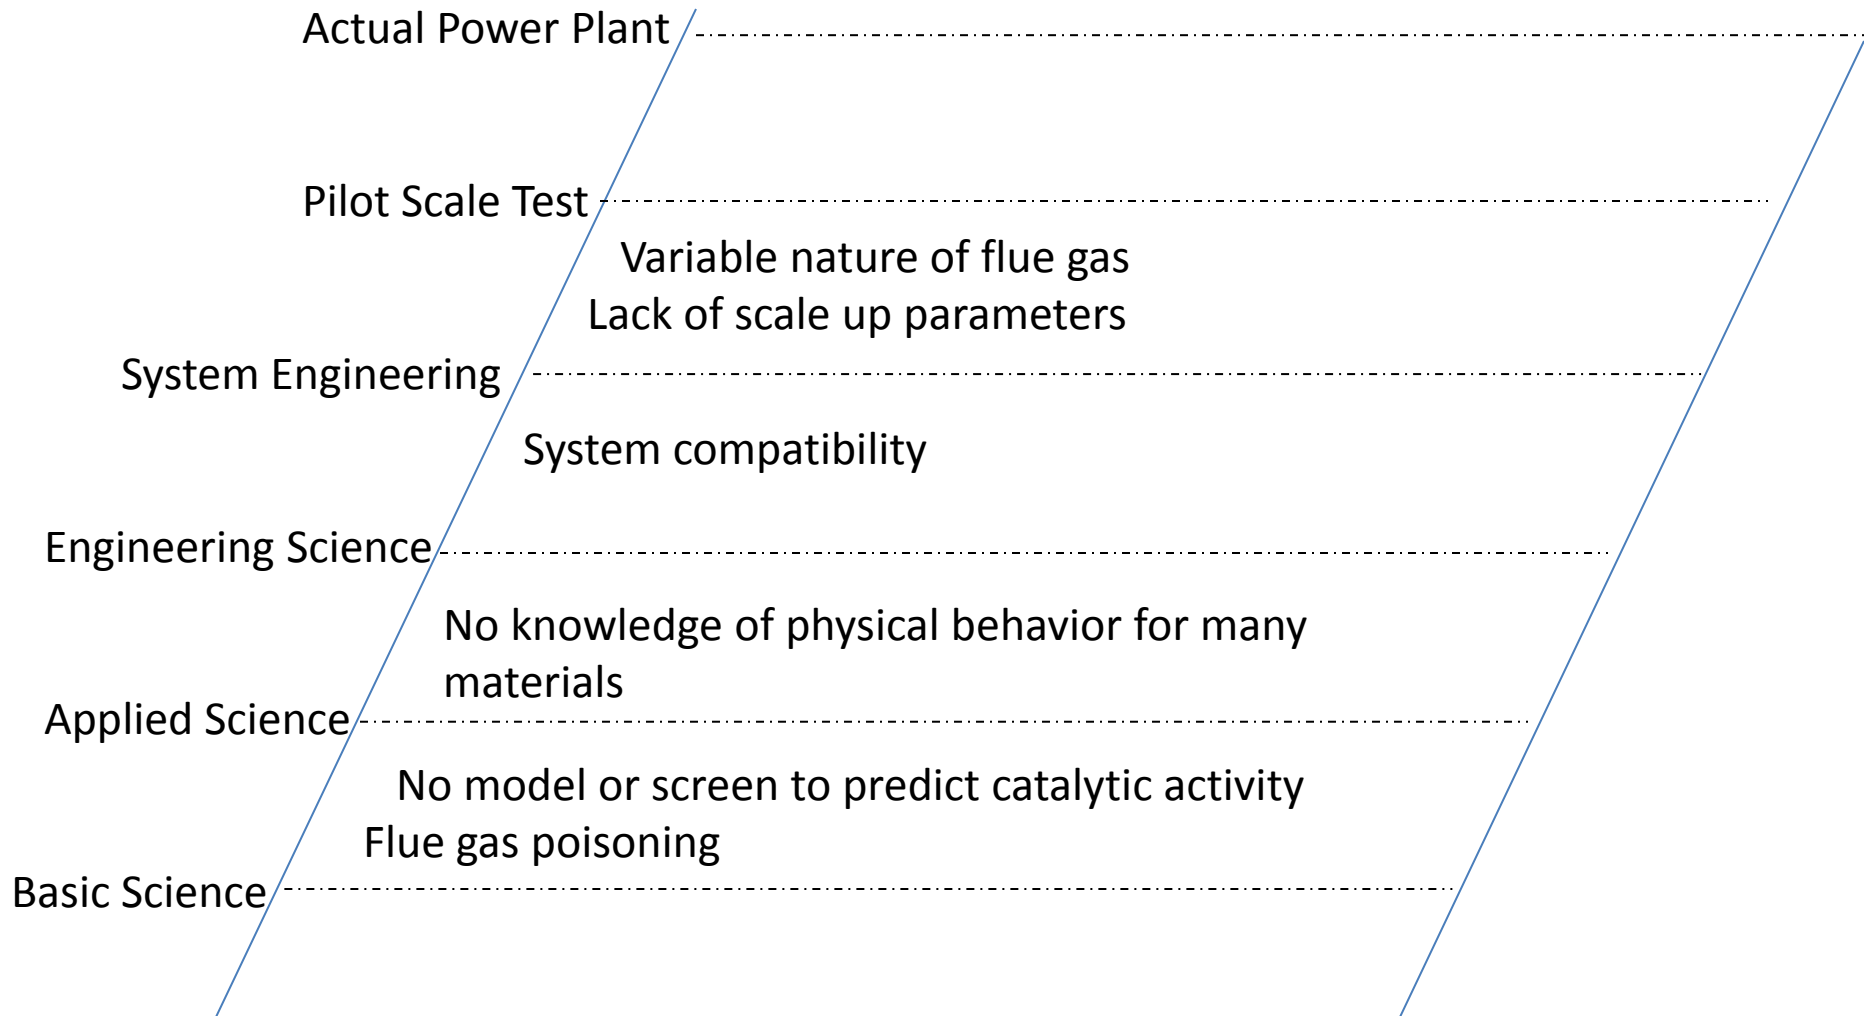 Actual Power Plant
Pilot Scale Test
Variable nature of flue gas
Lack of scale up parameters
System Engineering
System compatibility
Engineering Science
No knowledge of physical behavior for many
materials
Applied Science
No model or screen to predict catalytic activity
Flue gas poisoning
Basic Science